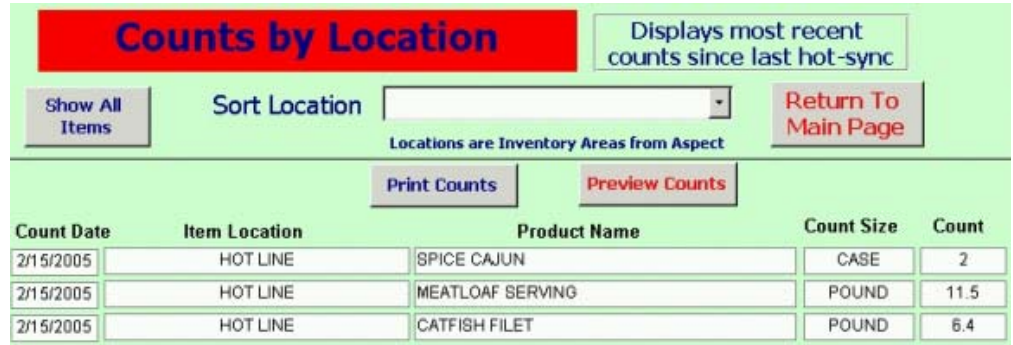 Counts by Location
Displays most recent
counts since last hot-sync
Show All
Items
Sort Location
Return To
Main Page
Locations are Inventory Areas from Aspect
Print Counts
Preview Counts
Count Date Item Location Product Name Count Size Count
2/15/2005 HOT LINE SPICE CAJUN CASE 2
2/15/2005 HOT LINE MEATLOAF SERVING POUND 11.5
2/15/2005 HOT LINE CATFISH FILET POUND 6.4